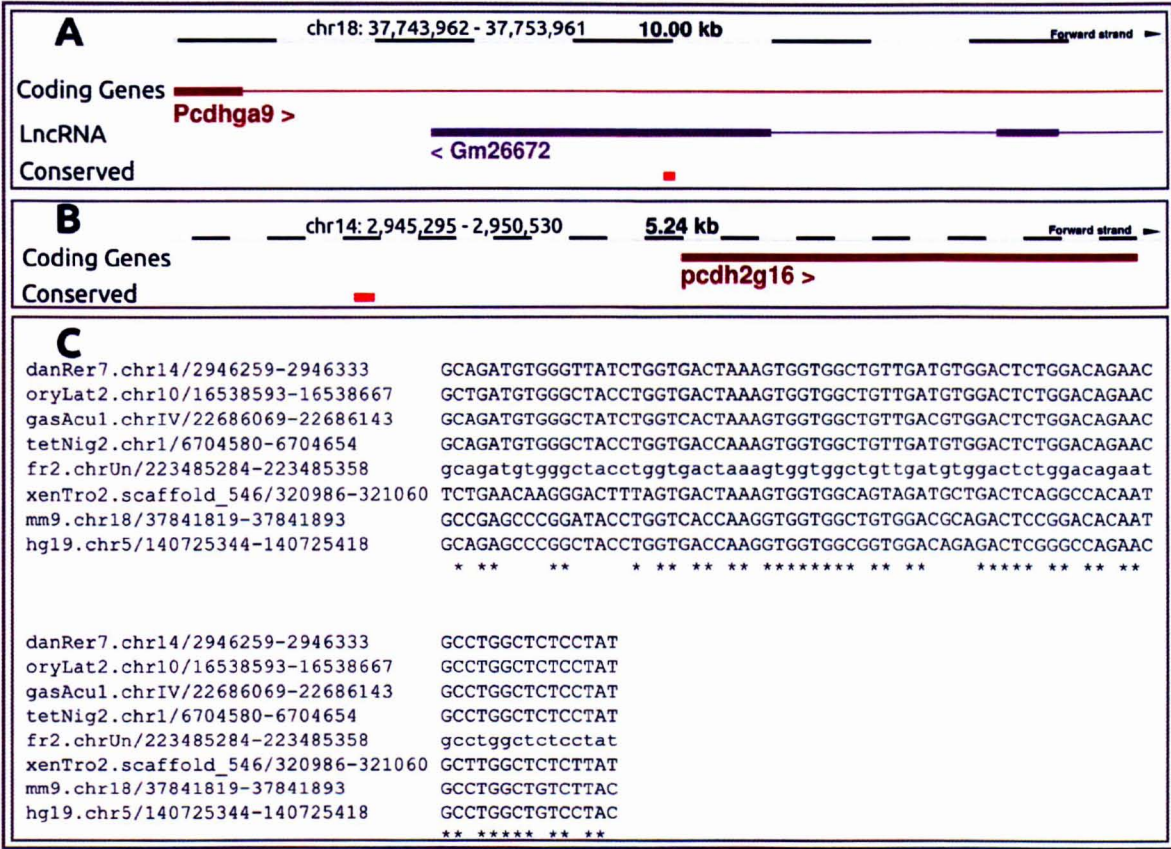 A
chr18: 37,743,962 - 37,753,961 10.00 kb Forward strand
Coding Genes
Pcdhga9 >
LncRNA
< Gm26672
Conserved
B
chr14: 2,945,295 - 2,950,530 5.24 kb Forward strand
Coding Genes
pcdh2g16 >
Conserved
C
danRer7.chr14/2946259-2946333 GCAGATGTGGGTTATCTGGTGACTAAAGTGGTGGCTGTTGATGTGGACTCTGGACAGAAC
oryLat2.chr10/16538593-16538667 GCTGATGTGGGCTACCTGGTGACTAAAGTGGTGGCTGTTGATGTGGACTCTGGACAGAAC
gasAcu1.chrIV/22686069-22686143 GCAGATGTGGGCTATCTGGTCACTAAAGTGGTGGCTGTTGACGTGGACTCTGGACAGAAC
tetNig2.chr1/6704580-6704654 GCAGATGTGGGCTACCTGGTGACCAAAGTGGTGGCTGTTGATGTGGACTCTGGACAGAAC
fr2.chrUn/223485284-223485358 gcagatgtgggctacctggtgactaaagtggtggctgttgatgtggactctggacagaat
xenTro2.scaffold_546/320986-321060 TCTGAACAAGGGACTTTAGTGACTAAAGTGGTGGCAGTAGATGCTGACTCAGGCCACAAT
mm9.chr18/37841819-37841893 GCCGAGCCCGGATACCTGGTCACCAAGGTGGTGGCTGTGGACGCAGACTCCGGACACAAT
hg19.chr5/140725344-140725418 GCAGAGCCCGGCTACCTGGTGACCAAGGTGGTGGCGGTGGACAGAGACTCGGGCCAGAAC
* ** ** * ** ** ** ******** ** ** ***** ** ** **
danRer7.chr14/2946259-2946333 GCCTGGCTCTCCTAT
oryLat2.chr10/16538593-16538667 GCCTGGCTCTCCTAT
gasAcu1.chrIV/22686069-22686143 GCCTGGCTCTCCTAT
tetNig2.chr1/6704580-6704654 GCCTGGCTCTCCTAT
fr2.chrUn/223485284-223485358 gcctggctctcctat
xenTro2.scaffold_546/320986-321060 GCTTGGCTCTCTTAT
mm9.chr18/37841819-37841893 GCCTGGCTGTCTTAC
hg19.chr5/140725344-140725418 GCCTGGCTGTCCTAC
** ***** ** **